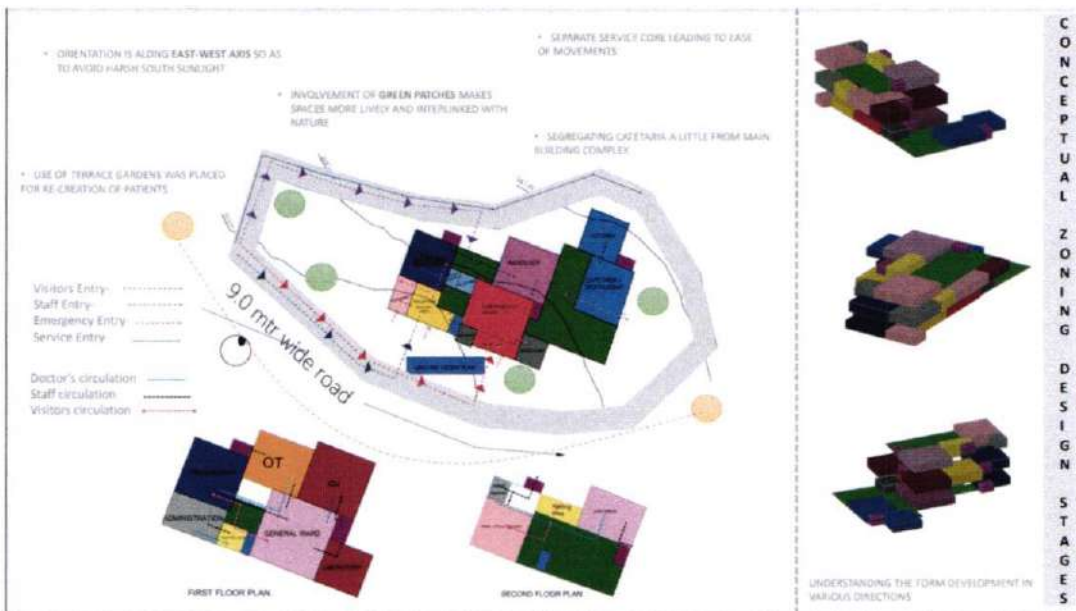 • ORIENTATION IS ALONG EAST-WEST AXIS SO AS
TO AVOID HARSH SOUTH SUNLIGHT
• SEPARATE SERVICE CORE LEADING TO EASE
OF MOVEMENTS
• INVOLVEMENT OF GREEN PATCHES MAKES
SPACES MORE LIVELY AND INTERLINKED WITH
NATURE
• SEGREGATING CAFETARIA A LITTLE FROM MAIN
BUILDING COMPLEX
• USE OF TERRACE GARDENS WAS PLACED
FOR RE-CREATION OF PATIENTS
Visitors Entry
Staff Entry
Emergency Entry
Service Entry
Doctor's circulation
Staff circulation
Visitors circulation
9.0 mtr wide road
OT
ADMINISTRATION
GENERAL WARD
FIRST FLOOR PLAN
SECOND FLOOR PLAN
UNDERSTANDING THE FORM DEVELOPMENT IN
VARIOUS DIRECTIONS
CONCEPTUAL ZONING DESIGN STAGES